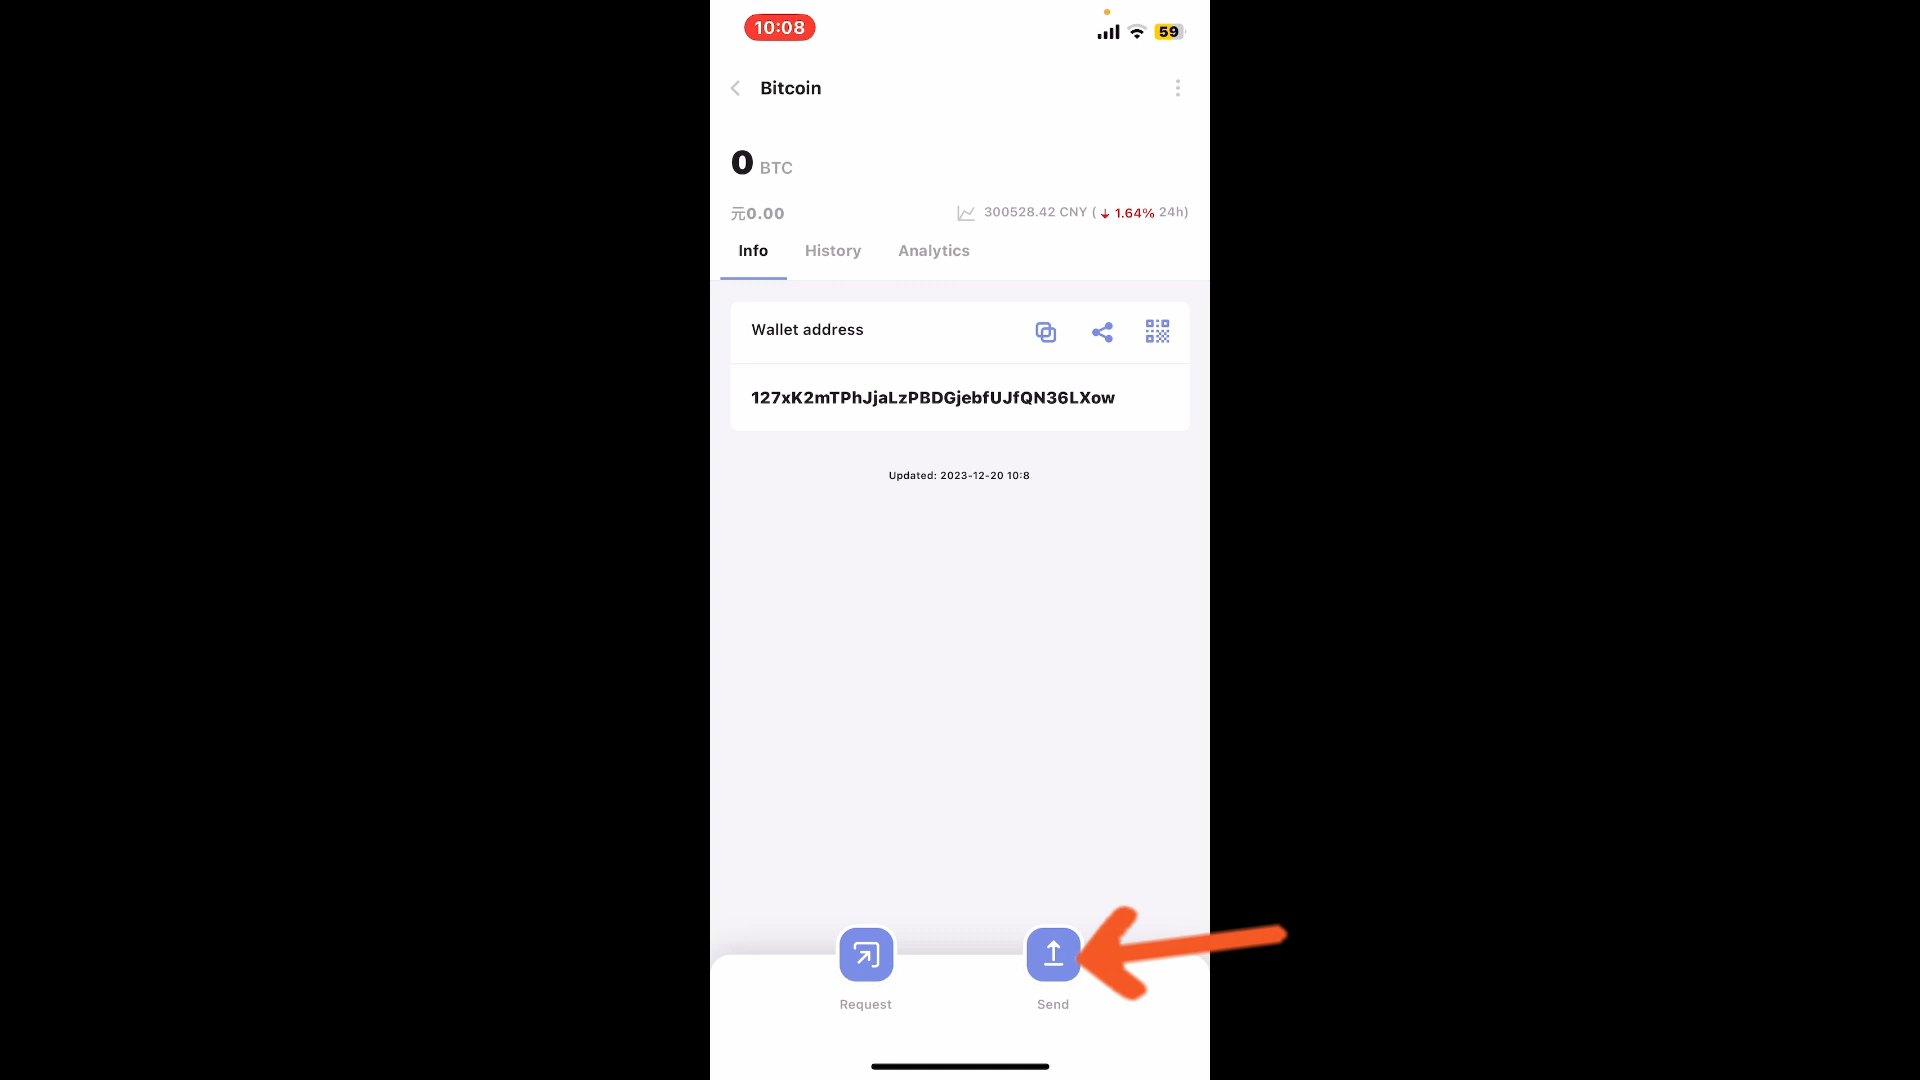 10:08
59
Bitcoin
0 BTC
元0.00
300528.42 CNY (↓ 1.64% 24h)
Info History Analytics
Wallet address
127xK2mTPhJjaLzPBDGjebfUJfQN36LXow
Updated: 2023-12-20 10:8
Request Send